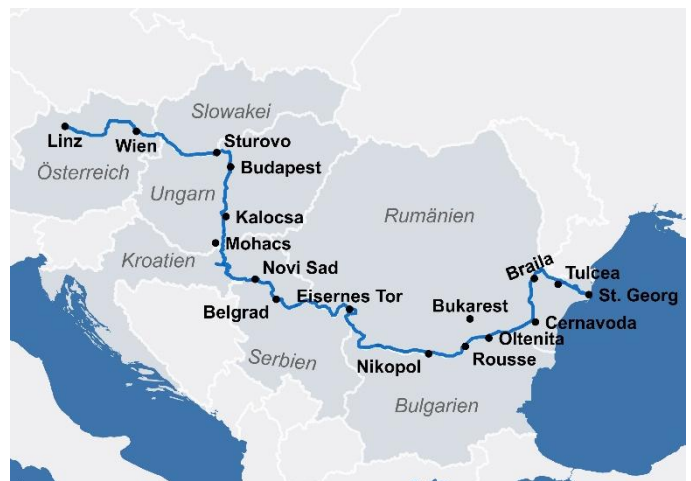 Slowakei
Linz
Wien
Sturovo
Österreich
Budapest
Ungarn
Kalocsa
Rumänien
Mohacs
Kroatien
Novi Sad
Braila
Tulcea
Belgrad
Eisernes Tor
St. Georg
Bukarest
Cernavoda
Oltenita
Serbien
Nikopol
Rousse
Bulgarien